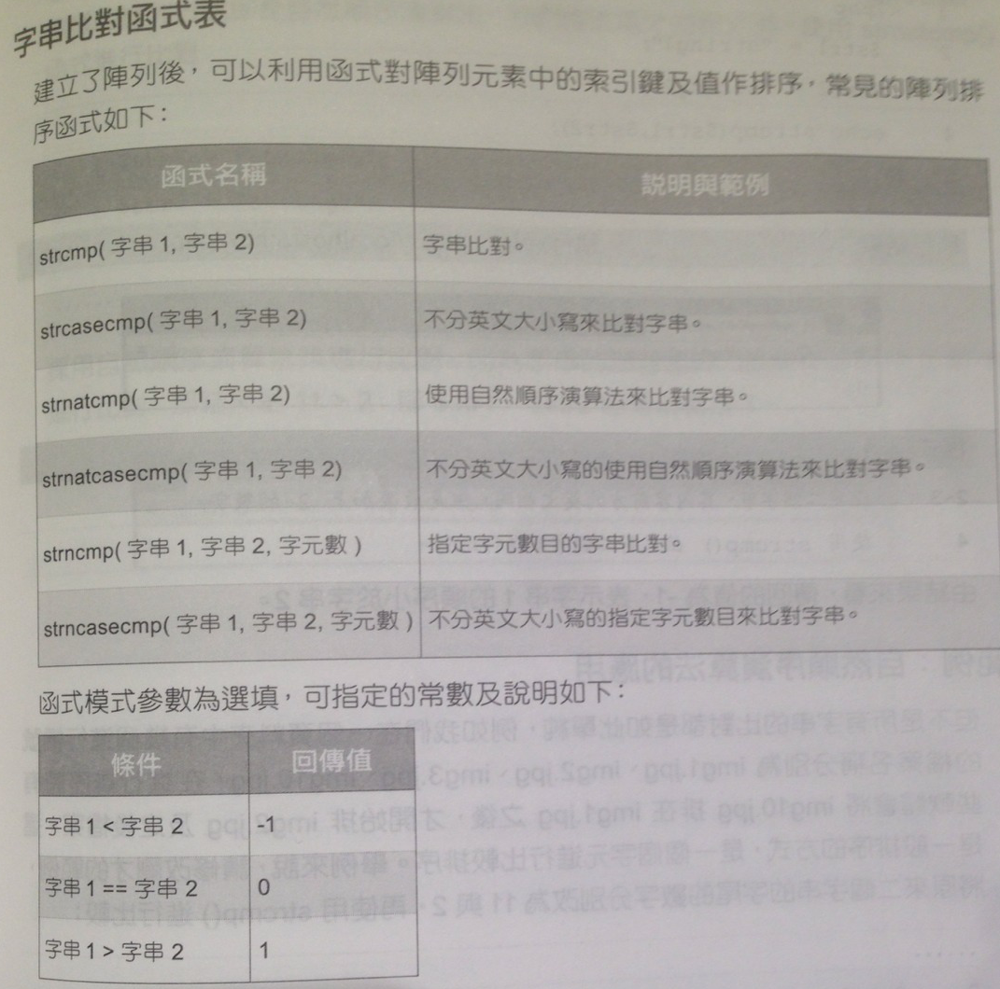 字串比對函式表
建立了陣列後，可以利用函式對陣列元素中的索引鍵及值作排序，常見的陣列排
序函式如下：
函式名稱 說明與範例
strcmp( 字串 1, 字串 2) 字串比對。
strcasecmp( 字串 1, 字串 2) 不分英文大小寫來比對字串。
strnatcmp( 字串 1, 字串 2) 使用自然順序演算法來比對字串。
strnatcasecmp( 字串 1, 字串 2) 不分英文大小寫的使用自然順序演算法來比對字串。
strncmp( 字串 1, 字串 2, 字元數 ) 指定字元數目的字串比對。
strncasecmp( 字串 1, 字串 2, 字元數 ) 不分英文大小寫的指定字元數目來比對字串。
函式模式參數為選填，可指定的常數及說明如下：
條件 回傳值
字串 1 < 字串 2 -1
字串 1 == 字串 2 0
字串 1 > 字串 2 1